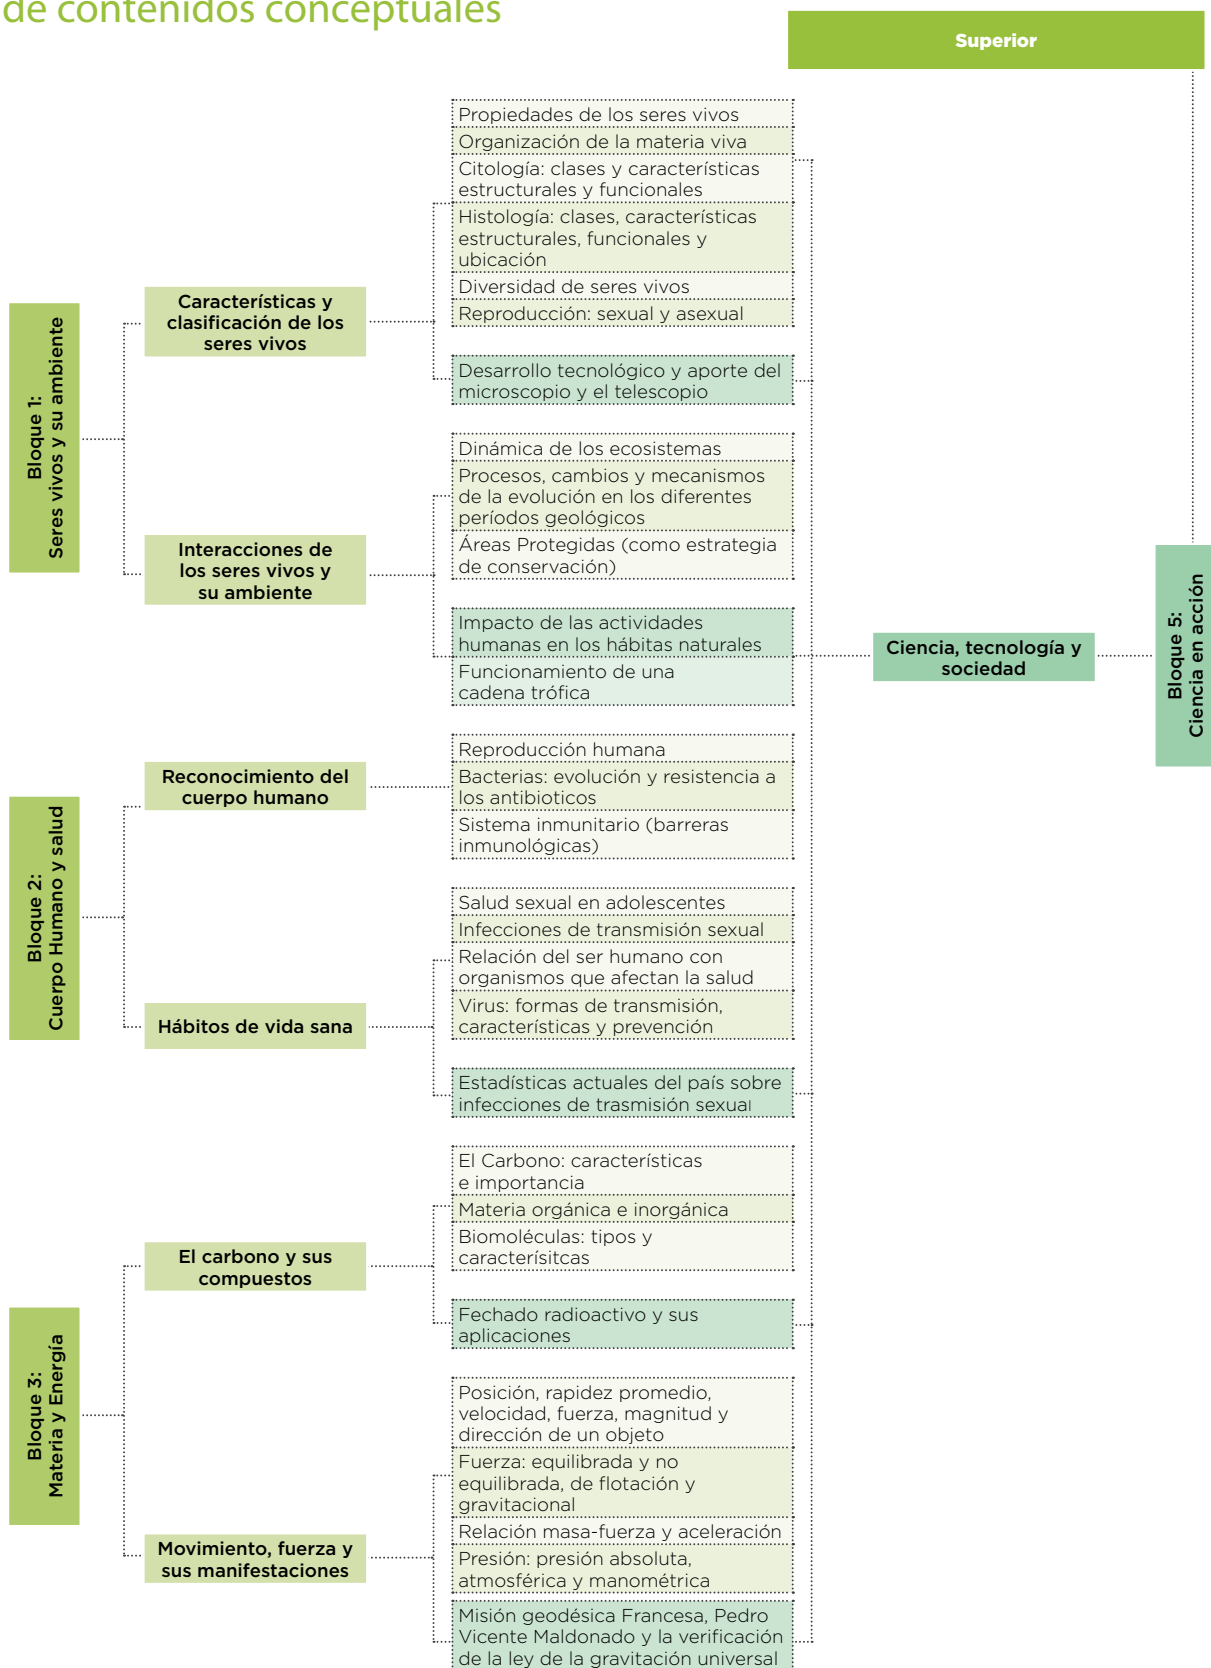 de contenidos conceptuales
Superior
Bloque 1:
Seres vivos y su ambiente
Características y
clasificación de los
seres vivos
Propiedades de los seres vivos
Organización de la materia viva
Citología: clases y características
estructurales y funcionales
Histología: clases, características
estructurales, funcionales y
ubicación
Diversidad de seres vivos
Reproducción: sexual y asexual
Desarrollo tecnológico y aporte del
microscopio y el telescopio
Interacciones de
los seres vivos y
su ambiente
Dinámica de los ecosistemas
Procesos, cambios y mecanismos
de la evolución en los diferentes
períodos geológicos
Áreas Protegidas (como estrategia
de conservación)
Impacto de las actividades
humanas en los hábitas naturales
Funcionamiento de una
cadena trófica
Bloque 2:
Cuerpo Humano y salud
Reconocimiento del
cuerpo humano
Reproducción humana
Bacterias: evolución y resistencia a
los antibioticos
Sistema inmunitario (barreras
inmunológicas)
Hábitos de vida sana
Salud sexual en adolescentes
Infecciones de transmisión sexual
Relación del ser humano con
organismos que afectan la salud
Virus: formas de transmisión,
características y prevención
Estadísticas actuales del país sobre
infecciones de trasmisión sexual
Bloque 3:
Materia y Energía
El carbono y sus
compuestos
El Carbono: características
e importancia
Materia orgánica e inorgánica
Biomoléculas: tipos y
caracterísitcas
Fechado radioactivo y sus
aplicaciones
Movimiento, fuerza y
sus manifestaciones
Posición, rapidez promedio,
velocidad, fuerza, magnitud y
dirección de un objeto
Fuerza: equilibrada y no
equilibrada, de flotación y
gravitacional
Relación masa-fuerza y aceleración
Presión: presión absoluta,
atmosférica y manométrica
Misión geodésica Francesa, Pedro
Vicente Maldonado y la verificación
de la ley de la gravitación universal
Ciencia, tecnología y
sociedad
Bloque 5:
Ciencia en acción